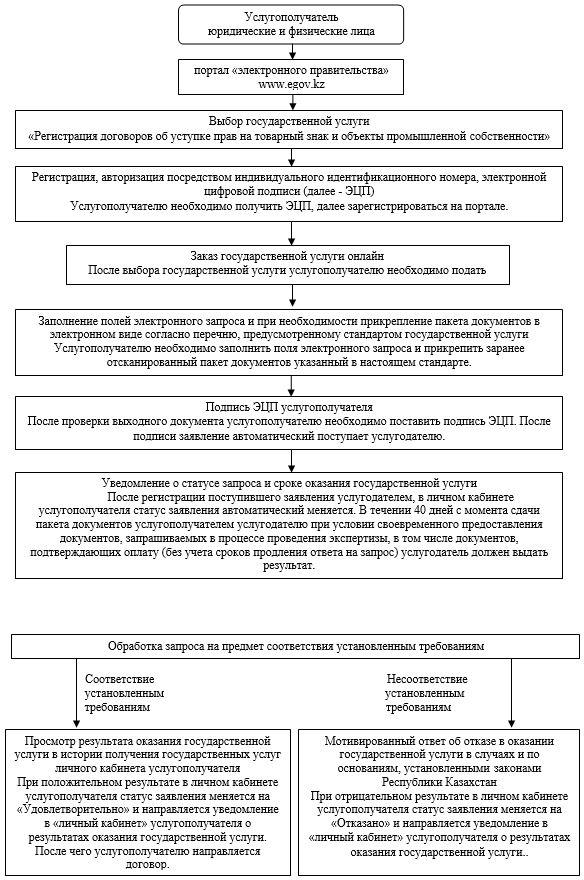 Услугополучатель
юридические и физические лица
портал «электронного правительства»
www.egov.kz
Выбор государственной услуги
«Регистрация договоров об уступке прав на товарный знак и объекты промышленной собственности»
Регистрация, авторизация посредством индивидуального идентификационного номера, электронной
цифровой подписи (далее - ЭЦП)
Услугополучателю необходимо получить ЭЦП, далее зарегистрироваться на портале.
Заказ государственной услуги онлайн
После выбора государственной услуги услугополучателю необходимо подать
Заполнение полей электронного запроса и при необходимости прикрепление пакета документов в
электронном виде согласно перечню, предусмотренному стандартом государственной услуги
Услугополучателю необходимо заполнить поля электронного запроса и прикрепить заранее
отсканированный пакет документов указанный в настоящем стандарте.
Подпись ЭЦП услугополучателя
После проверки выходного документа услугополучателю необходимо поставить подпись ЭЦП. После
подписи заявление автоматический поступает услугодателю.
Уведомление о статусе запроса и сроке оказания государственной услуги
После регистрации поступившего заявления услугодателем, в личном кабинете
услугополучателя статус заявления автоматический меняется. В течении 40 дней с момента сдачи
пакета документов услугополучателем услугодателю при условии своевременного предоставления
документов, запрашиваемых в процессе проведения экспертизы, в том числе документов,
подтверждающих оплату (без учета сроков продления ответа на запрос) услугодатель должен выдать
результат.
Обработка запроса на предмет соответствия установленным требованиям
Соответствие
установленным
требованиям
Несоответствие
установленным
требованиям
Просмотр результата оказания государственной
услуги в истории получения государственных услуг
личного кабинета услугополучателя
При положительном результате в личном кабинете
услугополучателя статус заявления меняется на
«Удовлетворительно» и направляется уведомление
в «личный кабинет» услугополучателя о
результатах оказания государственной услуги.
После чего услугополучателю направляется
договор.
Мотивированный ответ об отказе в оказании
государственной услуги в случаях и по
основаниям, установленными законами
Республики Казахстан
При отрицательном результате в личном кабинете
услугополучателя статус заявления меняется на
«Отказано» и направляется уведомление в
«личный кабинет» услугополучателя о результатах
оказания государственной услуги..